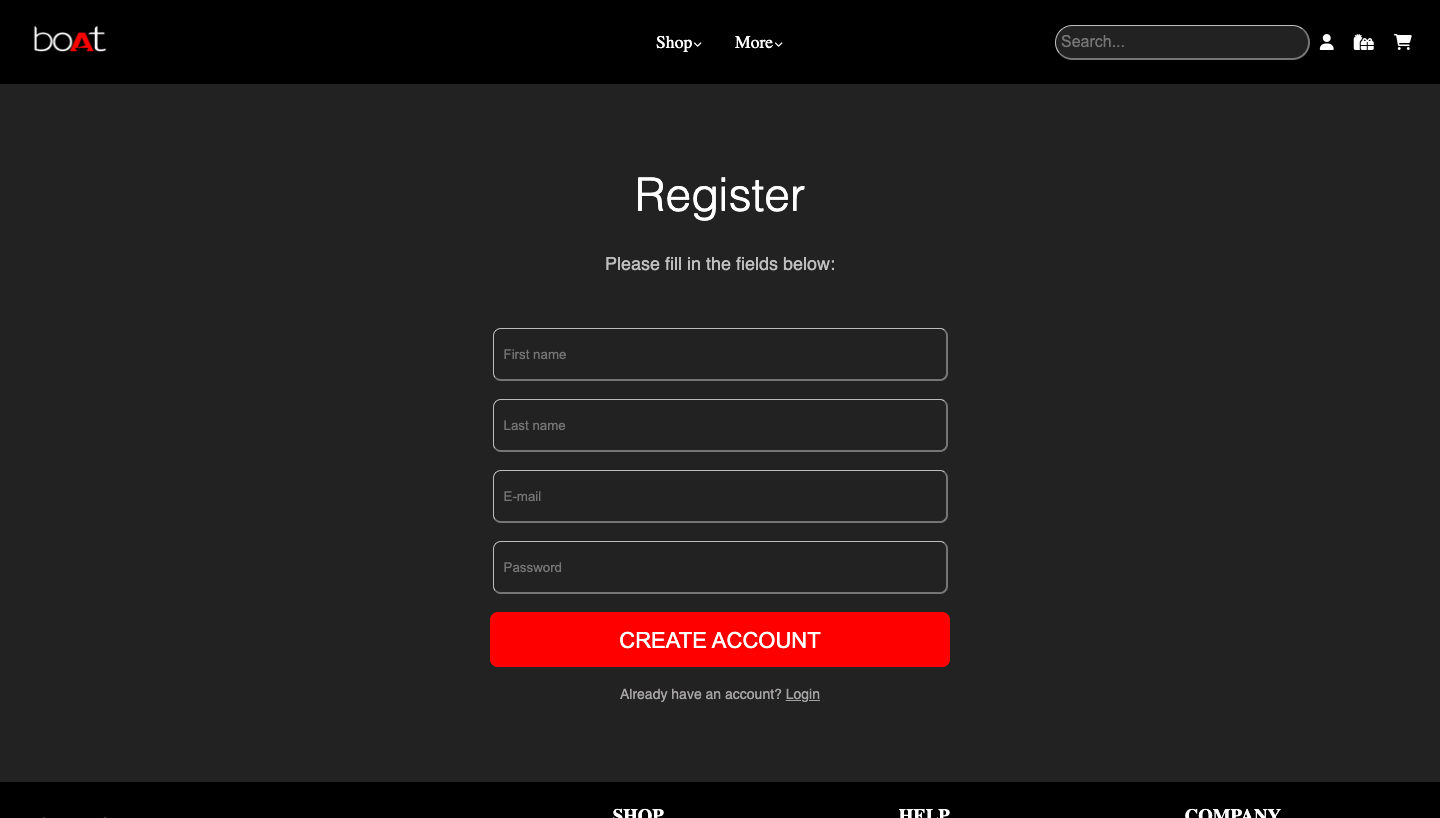 boAt
Shop More
Search...
Register
Please fill in the fields below:
First name
Last name
E-mail
Password
CREATE ACCOUNT
Already have an account? Login
SHOP HELP COMPANY